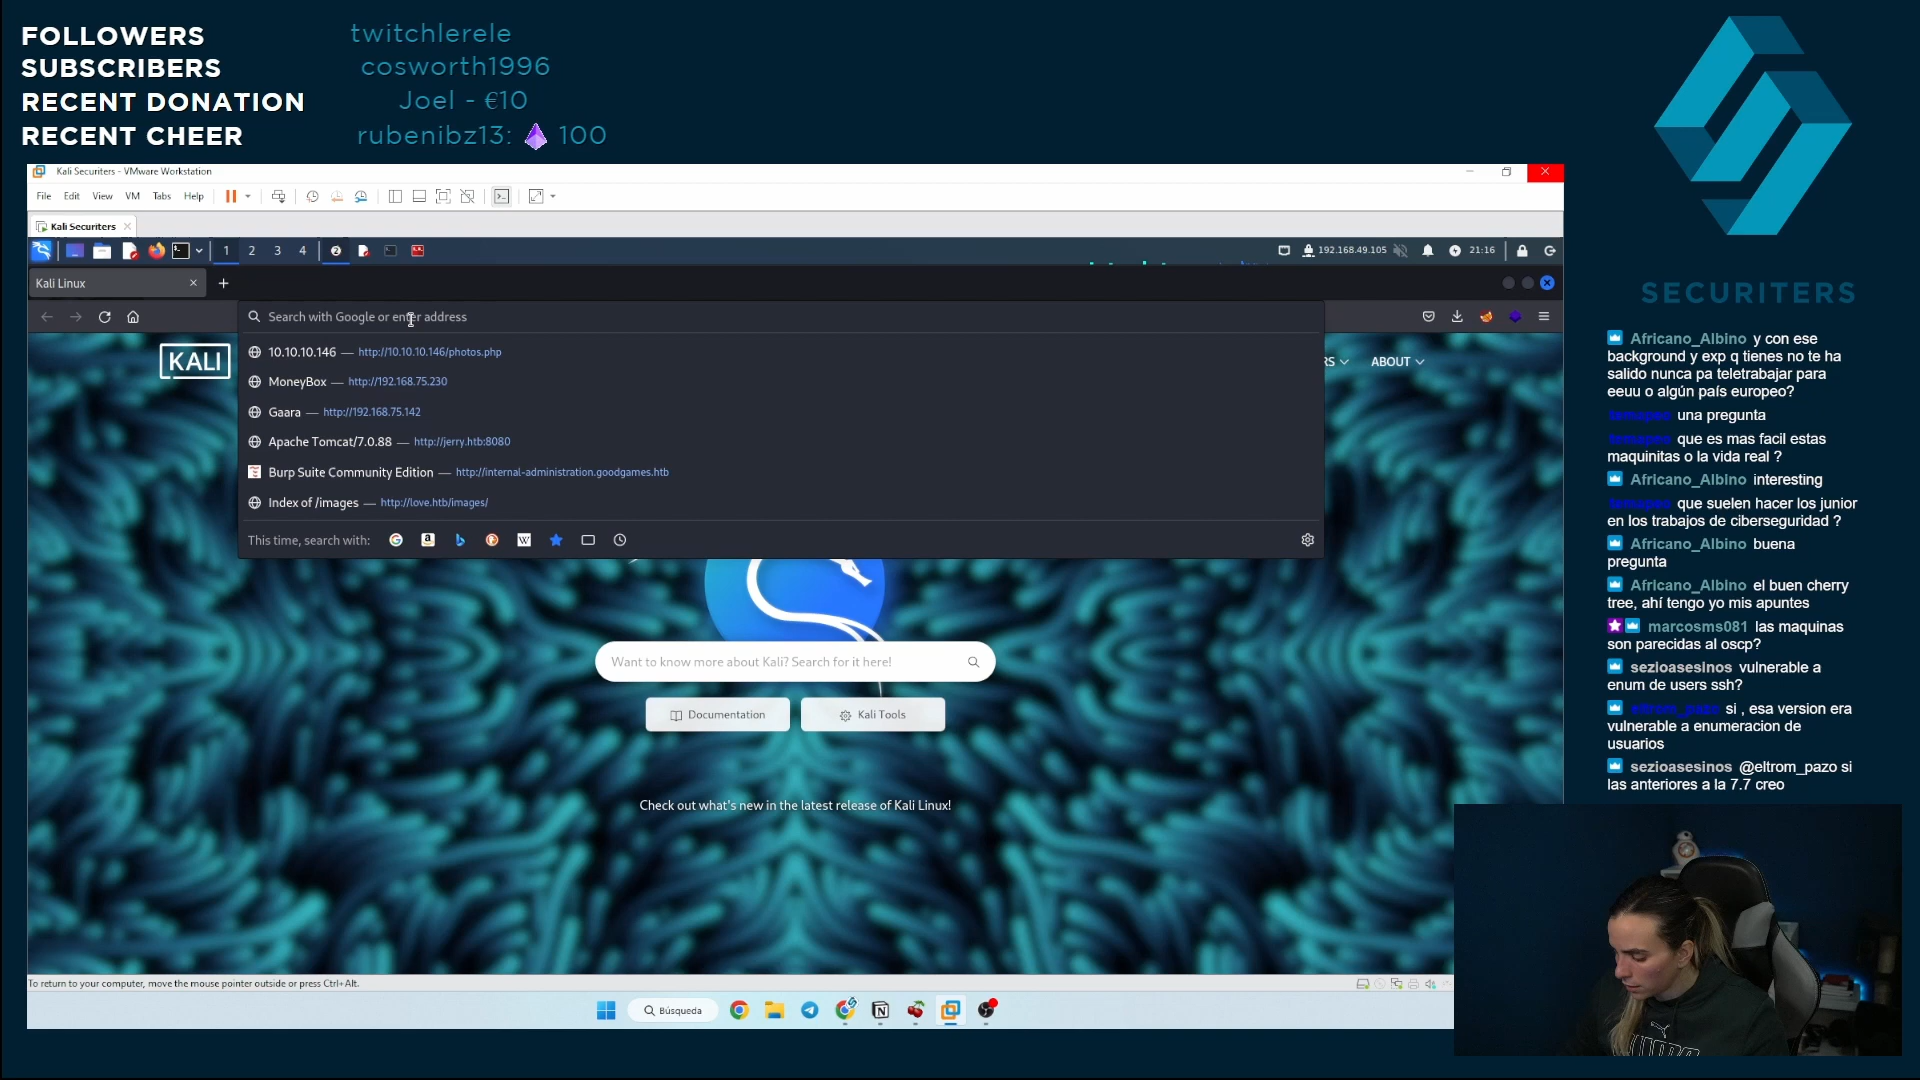 FOLLOWERS twitchlerele
SUBSCRIBERS cosworth1996
RECENT DONATION Joel - €10
RECENT CHEER rubenibz13: 100
Kali Securiters - VMware Workstation
File Edit View VM Tabs Help
Kali Securiters
1 2 3 4 2 192.168.49.105 21:16
Kali Linux
Search with Google or enter address
KALI
10.10.10.146 — http://10.10.10.146/photos.php
RS ABOUT
MoneyBox — http://192.168.75.230
Gaara — http://192.168.75.142
Apache Tomcat/7.0.88 — http://jerry.htb:8080
Burp Suite Community Edition — http://internal-administration.goodgames.htb
Index of /images — http://love.htb/images/
This time, search with:
Want to know more about Kali? Search for it here!
Documentation Kali Tools
Check out what's new in the latest release of Kali Linux!
To return to your computer, move the mouse pointer outside or press Ctrl+Alt.
Búsqueda
SECURITERS
Africano_Albino y con ese
background y exp q tienes no te ha
salido nunca pa teletrabajar para
eeuu o algún país europeo?
una pregunta
que es mas facil estas
maquinitas o la vida real ?
Africano_Albino interesting
que suelen hacer los junior
en los trabajos de ciberseguridad ?
Africano_Albino buena
pregunta
Africano_Albino el buen cherry
tree, ahí tengo yo mis apuntes
marcosms081 las maquinas
son parecidas al oscp?
sezioasesinos vulnerable a
enum de users ssh?
eltrom_pazo si , esa version era
vulnerable a enumeracion de
usuarios
sezioasesinos @eltrom_pazo si
las anteriores a la 7.7 creo